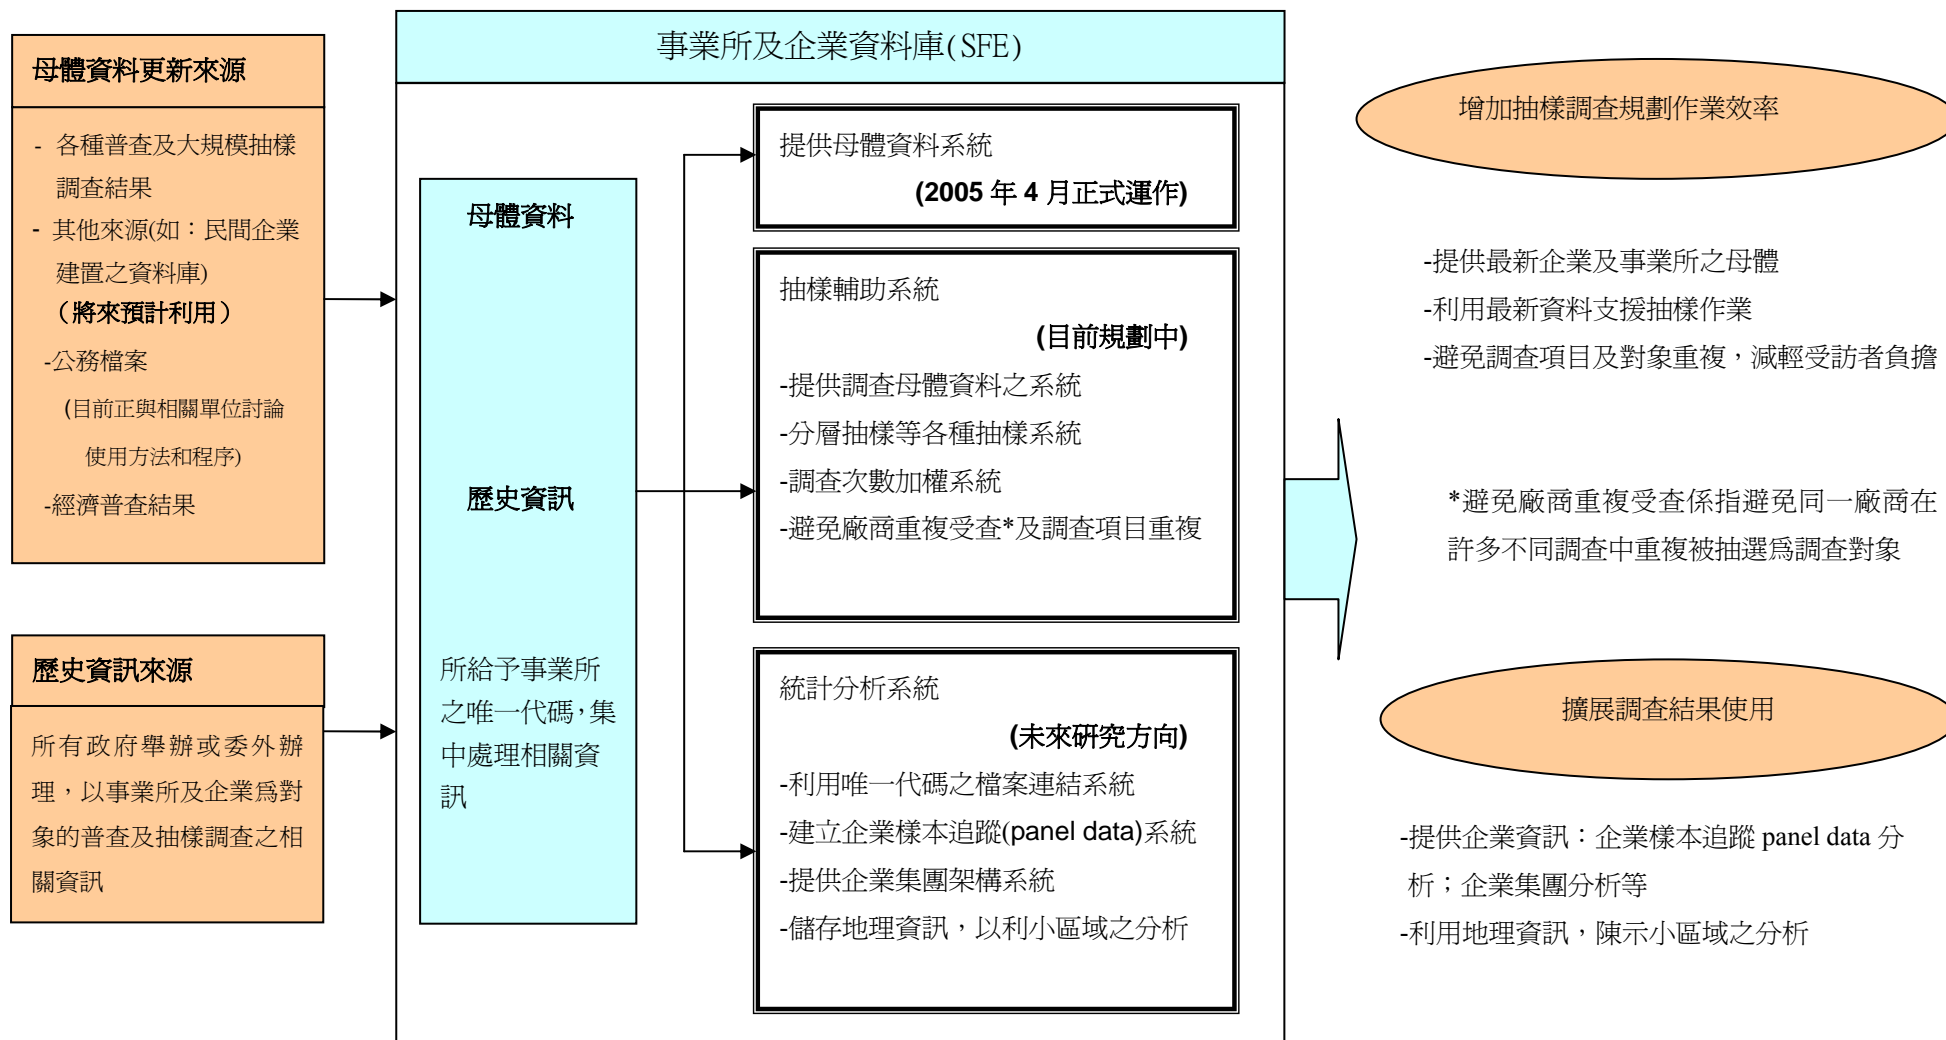 事業所及企業資料庫(SFE)
母體資料更新來源
- 各種普查及大規模抽樣
調查結果
- 其他來源(如：民間企業
建置之資料庫)
（將來預計利用）
-公務檔案
(目前正與相關單位討論
使用方法和程序)
-經濟普查結果
歷史資訊來源
所有政府舉辦或委外辦
理，以事業所及企業為對
象的普查及抽樣調查之相
關資訊
母體資料
歷史資訊
所給予事業所
之唯一代碼，集
中處理相關資
訊
提供母體資料系統
(2005 年 4 月正式運作)
抽樣輔助系統
(目前規劃中)
-提供調查母體資料之系統
-分層抽樣等各種抽樣系統
-調查次數加權系統
-避免廠商重複受查*及調查項目重複
統計分析系統
(未來研究方向)
-利用唯一代碼之檔案連結系統
-建立企業樣本追蹤(panel data)系統
-提供企業集團架構系統
-儲存地理資訊，以利小區域之分析
增加抽樣調查規劃作業效率
-提供最新企業及事業所之母體
-利用最新資料支援抽樣作業
-避免調查項目及對象重複，減輕受訪者負擔
*避免廠商重複受查係指避免同一廠商在
許多不同調查中重複被抽選為調查對象
擴展調查結果使用
-提供企業資訊：企業樣本追蹤 panel data 分
析；企業集團分析等
-利用地理資訊，陳示小區域之分析